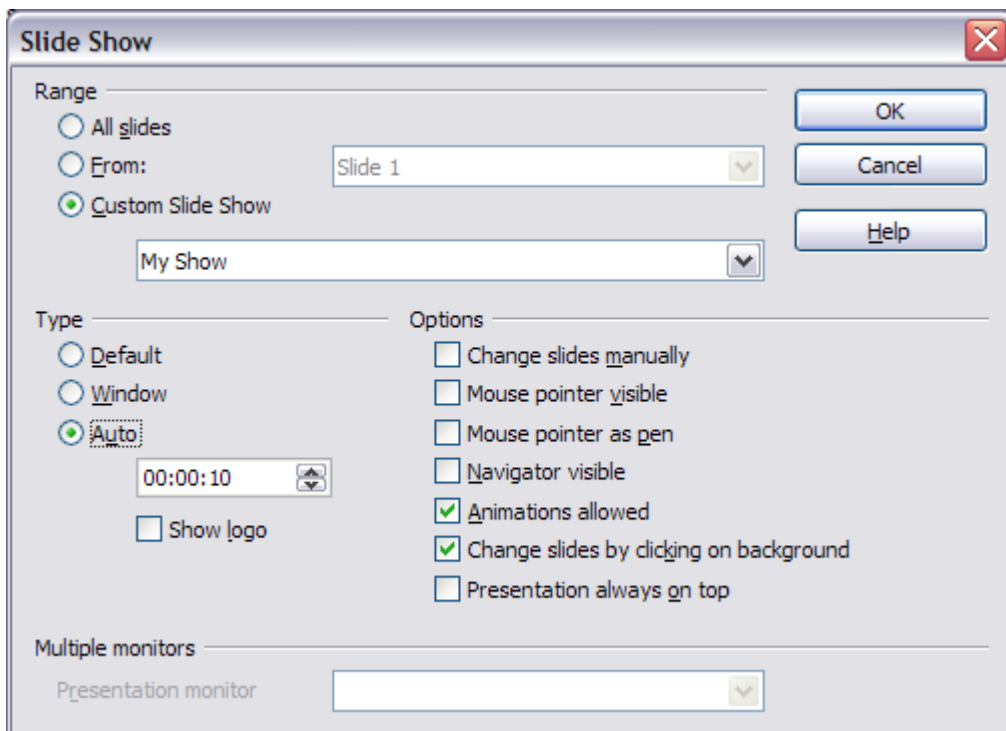 Slide Show
Range
OK
All slides
From:
Slide 1
Cancel
Custom Slide Show
Help
My Show
Type
Options
Default
Change slides manually
Window
Mouse pointer visible
Auto
Mouse pointer as pen
00:00:10
Navigator visible
Show logo
Animations allowed
Change slides by clicking on background
Presentation always on top
Multiple monitors
Presentation monitor